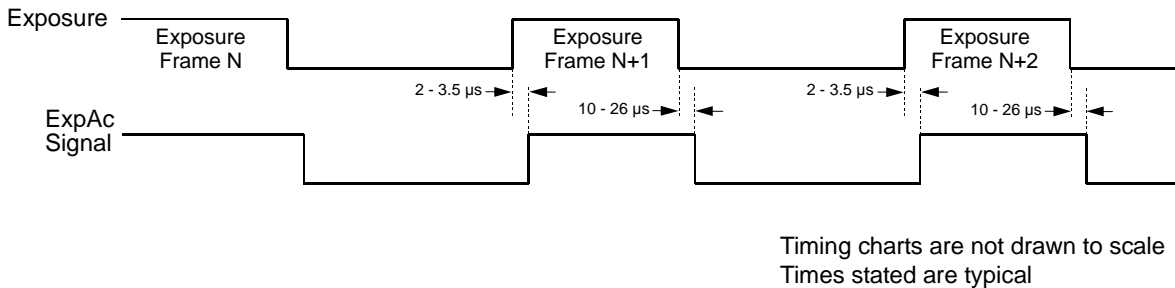 Exposure
Exposure
Frame N
Exposure
Frame N+1
Exposure
Frame N+2
2 - 3.5 µs
10 - 26 µs
2 - 3.5 µs
10 - 26 µs
ExpAc
Signal
Timing charts are not drawn to scale
Times stated are typical